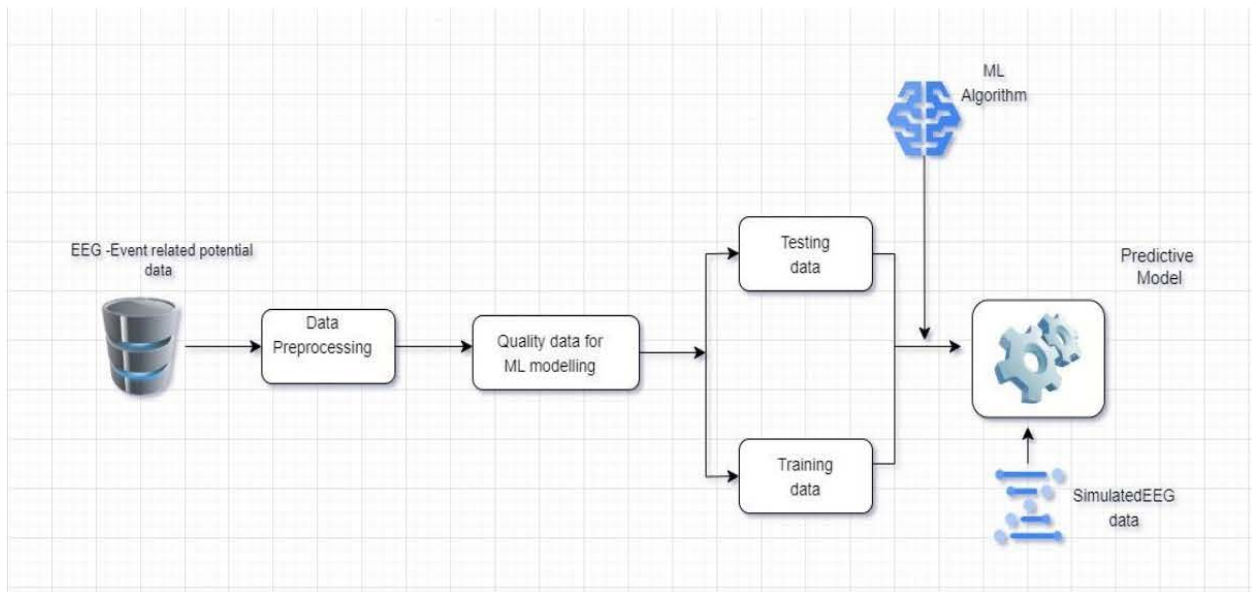 EEG -Event related potential
data
Data
Preprocessing
Quality data for
ML modelling
Testing
data
Training
data
ML
Algorithm
Predictive
Model
SimulatedEEG
data